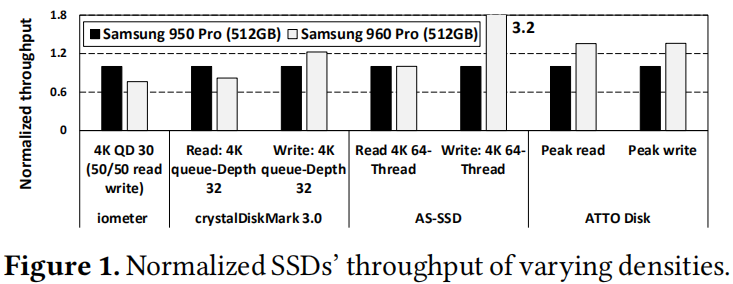 Normalized throughput
1.8
1.2
0.6
0
Samsung 950 Pro (512GB)
Samsung 960 Pro (512GB)
3.2
4K QD 30
(50/50 read
write)
Read: 4K
queue-Depth
32
Write: 4K
queue-Depth
32
Read 4K 64-
Thread
Write: 4K 64-
Thread
Peak read
Peak write
iometer
crystalDiskMark 3.0
AS-SSD
ATTO Disk
Figure 1. Normalized SSDs’ throughput of varying densities.